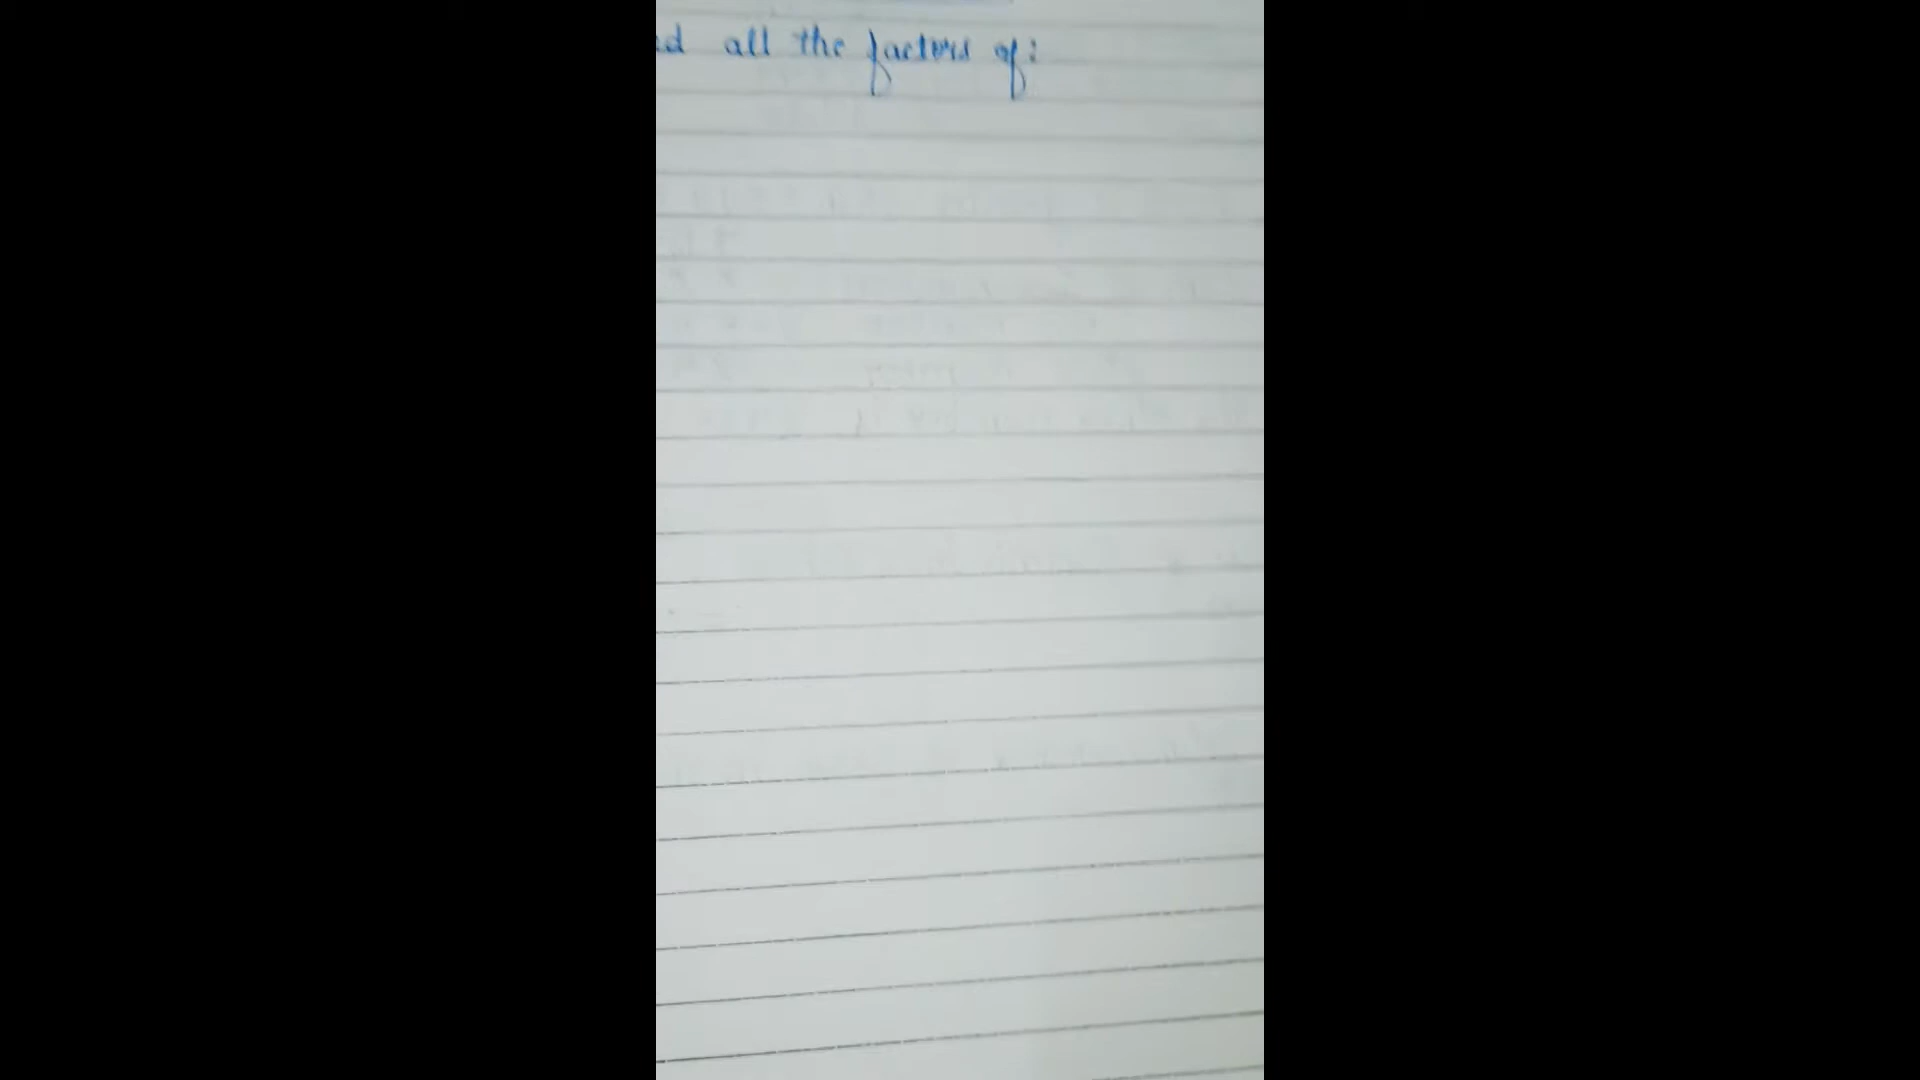 d all the factors of: